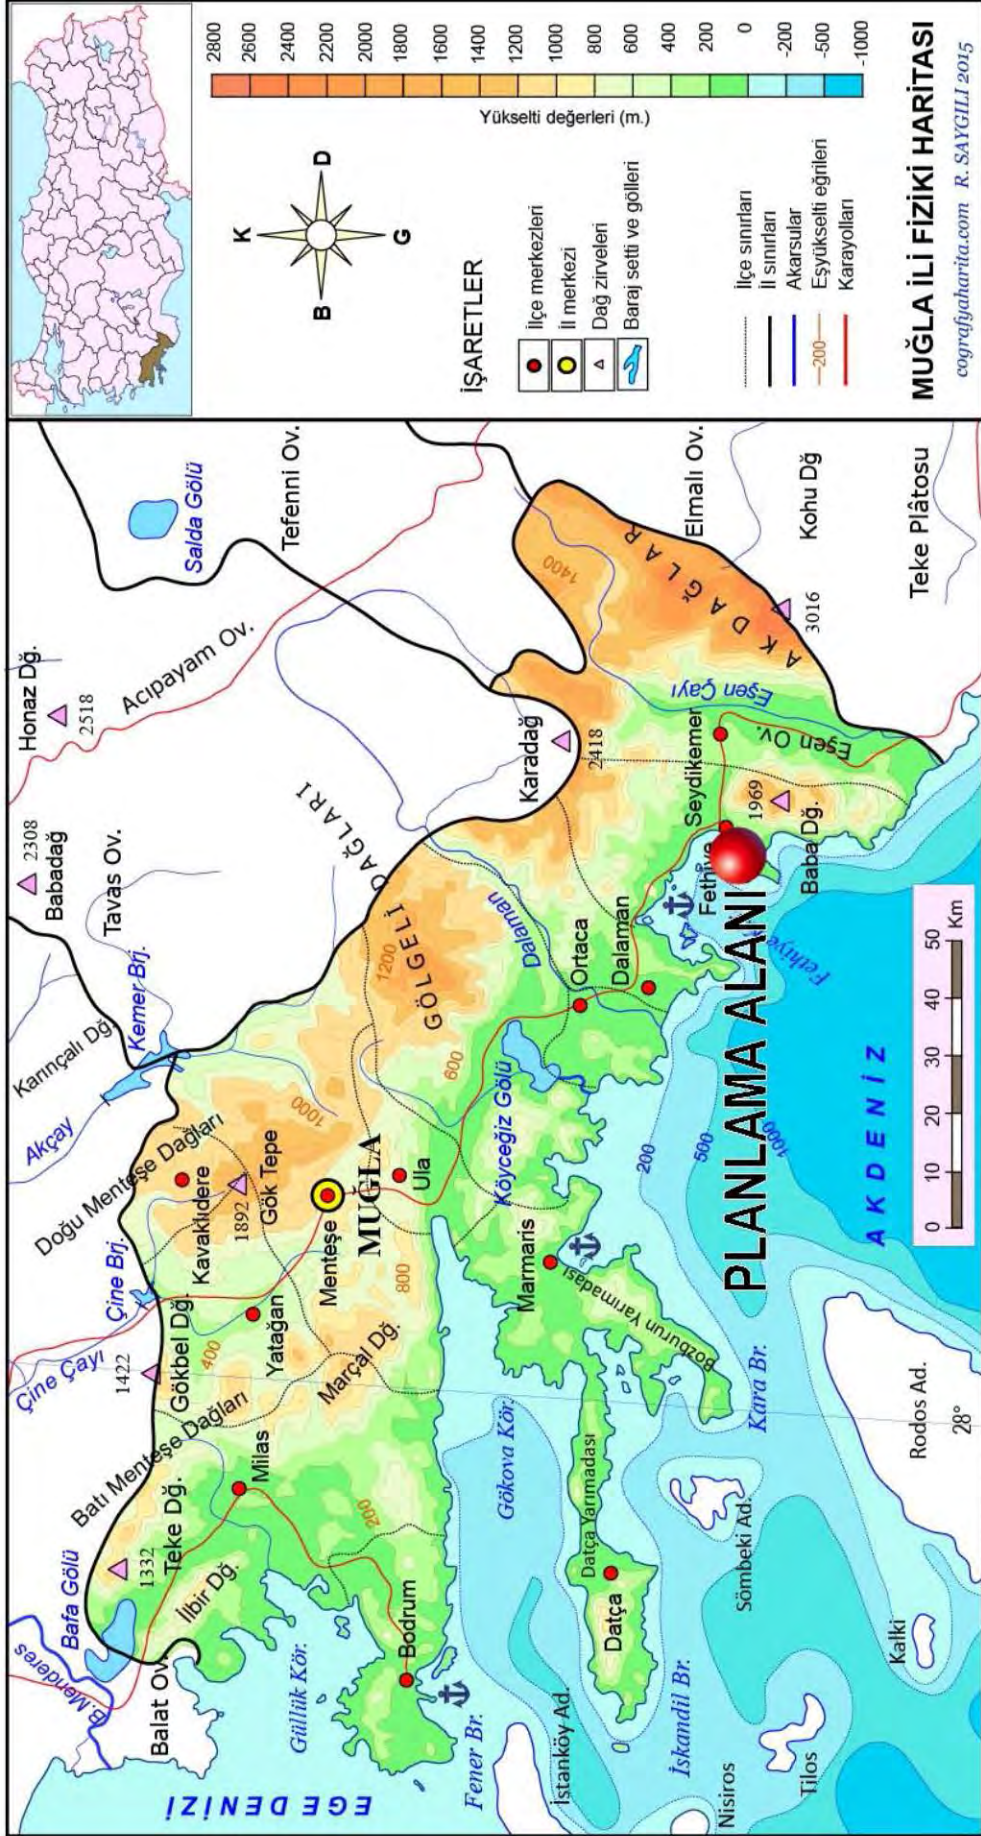 B.Menderes
Bafa Gölü
Balat Ov.
1332
Teke Dğ.
İlbir Dğ.
Batı Menteşe Dağları
Milas
Güllük Kör.
EGE DENİZİ
Bodrum
Fener Br.
200
Çine Çayı
1422
Gökbel Dğ.
Çine Brj.
400
Yatağan
Marçal Dğ.
Menteşe
MUĞLA
800
Ula
Doğu Menteşe Dağları
Kavaklıdere
1892
Gök Tepe
1000
Akçay
Karınçalı Dğ.
Kemer Brj.
Tavas Ov.
Babadağ
2308
Honaz Dğ.
2518
Acıpayam Ov.
Salda Gölü
Tefenni Ov.
GÖLGELİ DAĞLARI
1200
600
Köyceğiz Gölü
Dalaman
Ortaca
Dalaman
Karadağ
2418
1400
AKDAĞLAR
Elmalı Ov.
Kohu Dğ
3016
Teke Plâtosu
Seydikemer
Eşen Çayı
Eşen Ov.
1969
Baba Dğ.
Fethiye
Fethiye
PLANLAMA ALANI
Marmaris
Bozburun Yarımadası
Gökova Kör.
Datça Yarımadası
Datça
Kara Br.
Sömbeki Ad.
İstanköy Ad.
İskandil Br.
Nisiros
Tilos
Kalki
Rodos Ad.
28°
200
500
1000
AKDENİZ
0 10 20 30 40 50 Km
2800
2600
2400
2200
2000
1800
1600
1400
1200
1000
800
600
400
200
100
0
-200
-500
-1000
Yükselti değerleri (m.)
K
B D
G
İŞARETLER
İlçe merkezleri
İl merkezi
Dağ zirveleri
Baraj setti ve gölleri
İlçe sınırları
İl sınırları
Akarsular
200 Eşyükselti eğrileri
Karayolları
MUĞLA İLİ FİZİKİ HARİTASI
cografyaharita.com R. SAYGILI 2015